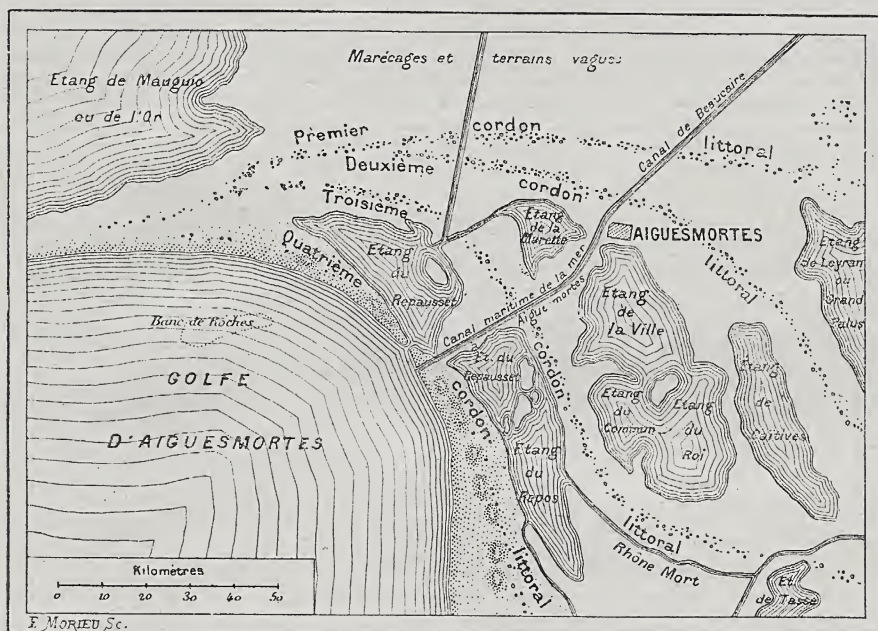 Marécages et terrains vagues
Etang de Mauguio
ou de l'Or
Premier cordon littoral
Deuxième cordon littoral
Troisième cordon littoral
Quatrième cordon littoral
Canal de Beaucaire
Etang
de la
Marette
AIGUESMORTES
Etang
de Leyran
ou
Grand
Palus
Etang
du
Repausset
Canal maritime de la mer
Aigues mortes
Etang
de
la Ville
Banc de Roches
GOLFE
D'AIGUESMORTES
Et. du
Repausset
Etang
du
Commun
Etang
du
Roi
Etang
de
Caitives
Etang
du
Repos
Rhône Mort
Et.
de Tasse
Kilomètres
0 10 20 30 40 50
F. MORIEU Sc.